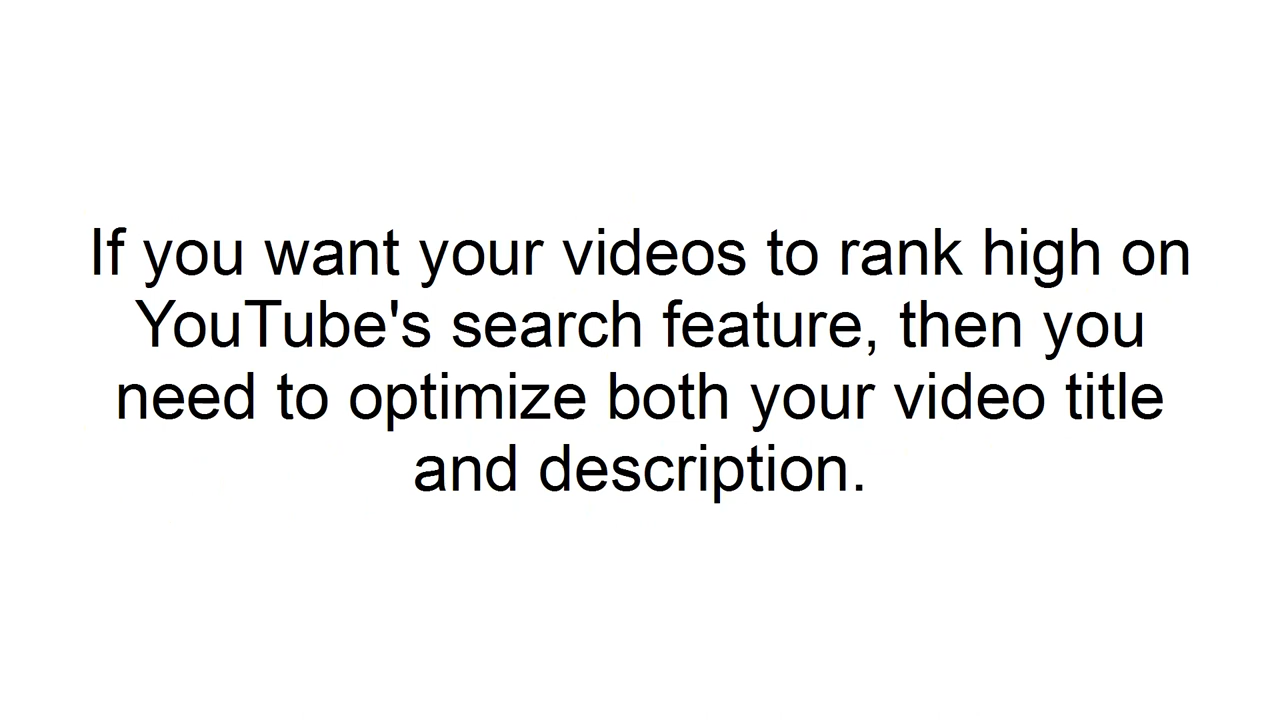 If you want your videos to rank high on
YouTube's search feature, then you
need to optimize both your video title
and description.